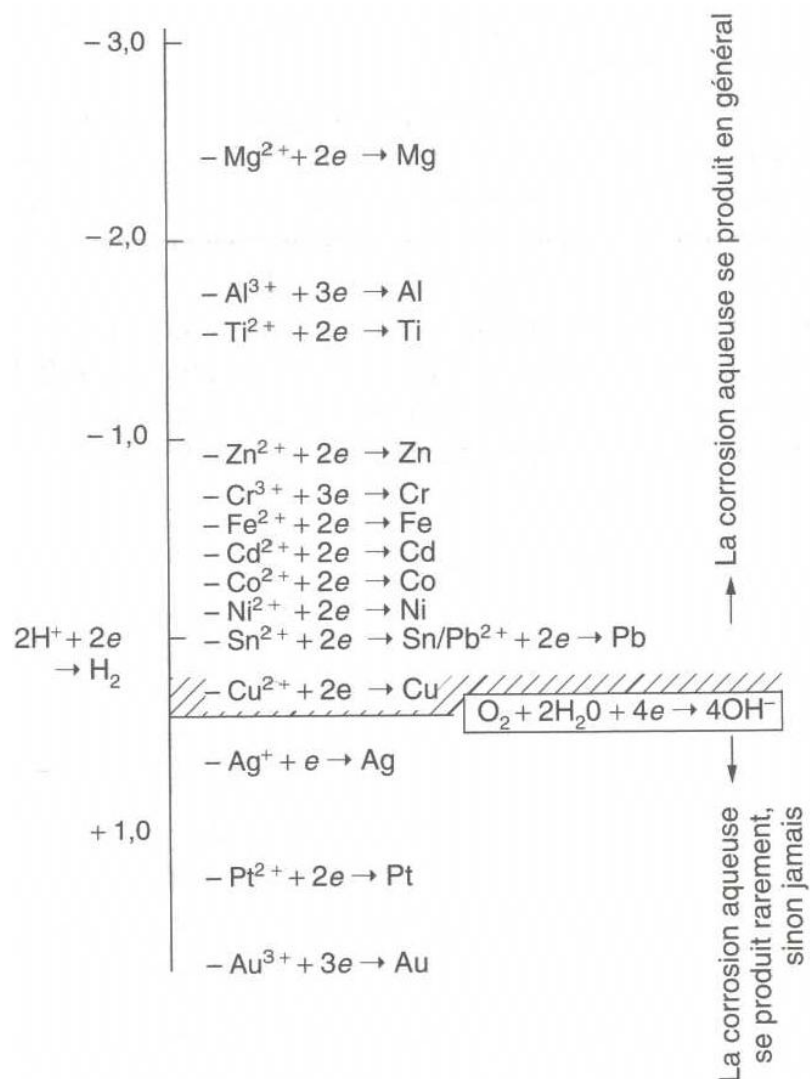 − 3,0
− Mg²⁺ + 2e → Mg
− 2,0
− Al³⁺ + 3e → Al
− Ti²⁺ + 2e → Ti
− 1,0
− Zn²⁺ + 2e → Zn
− Cr³⁺ + 3e → Cr
− Fe²⁺ + 2e → Fe
− Cd²⁺ + 2e → Cd
− Co²⁺ + 2e → Co
− Ni²⁺ + 2e → Ni
2H⁺ + 2e
→ H₂
− Sn²⁺ + 2e → Sn/Pb²⁺ + 2e → Pb
− Cu²⁺ + 2e → Cu
O₂ + 2H₂0 + 4e → 4OH⁻
− Ag⁺ + e → Ag
+ 1,0
− Pt²⁺ + 2e → Pt
− Au³⁺ + 3e → Au
→ La corrosion aqueuse se produit en général
La corrosion aqueuse
se produit rarement,
sinon jamais